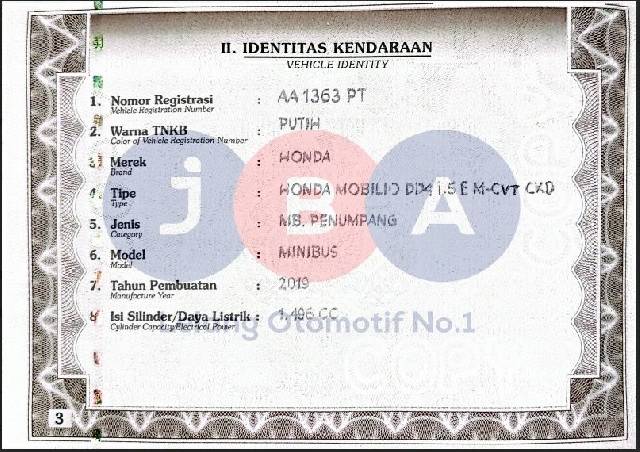 II. IDENTITAS KENDARAAN
VEHICLE IDENTITY
1. Nomor Registrasi : AA 1363 PT
Vehicle Registration Number
2. Warna TNKB : PUTIH
Color of Vehicle Registration Number
3. Merek : HONDA
Brand
4. Tipe : HONDA MOBILIO DD4 1.5 E M-CVT CKD
Type
5. Jenis : MB. PENUMPANG
Category
6. Model : MINIBUS
Model
7. Tahun Pembuatan : 2019
Manufacture Year
8. Isi Silinder/Daya Listrik : 1.496 CC
Cylinder Capacity/Electrical Power
JBA
Otomotif No.1
COPY
3